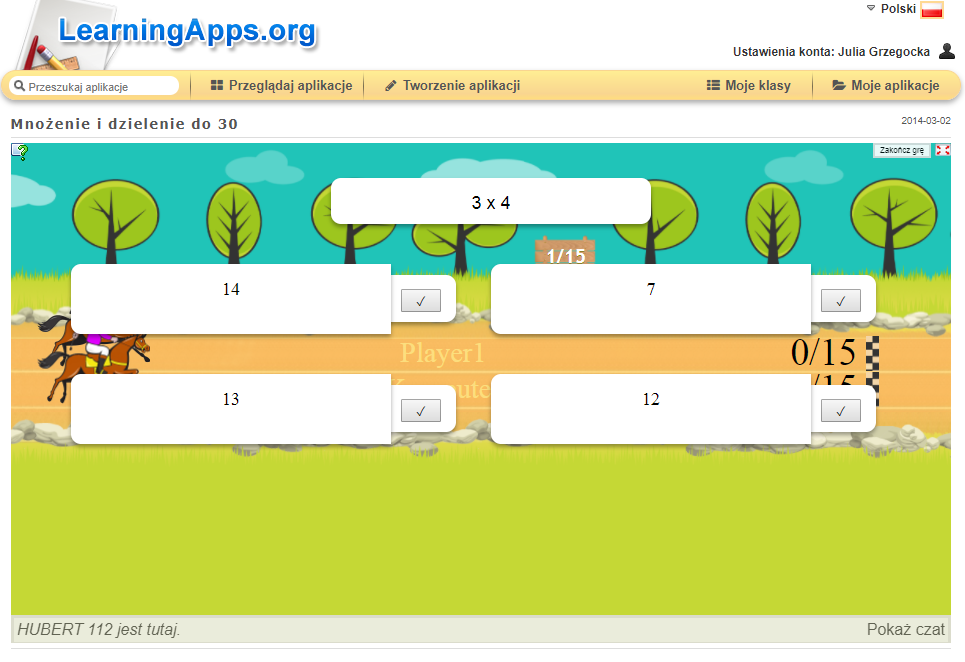 LearningApps.org
Polski
Ustawienia konta: Julia Grzegocka
Przeszukaj aplikacje
Przeglądaj aplikacje
Tworzenie aplikacji
Moje klasy
Moje aplikacje
Mnożenie i dzielenie do 30
2014-03-02
Zakończ grę
3 x 4
1/15
14
7
Player1
0/15
13
12
HUBERT 112 jest tutaj.
Pokaż czat